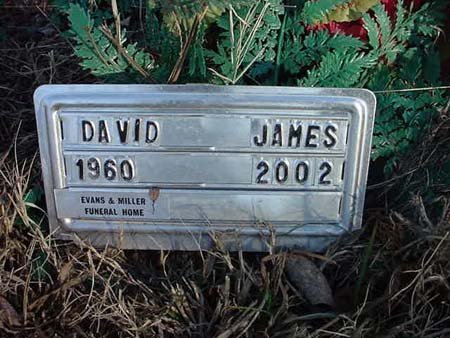 DAVID JAMES
1960 2002
EVANS & MILLER
FUNERAL HOME